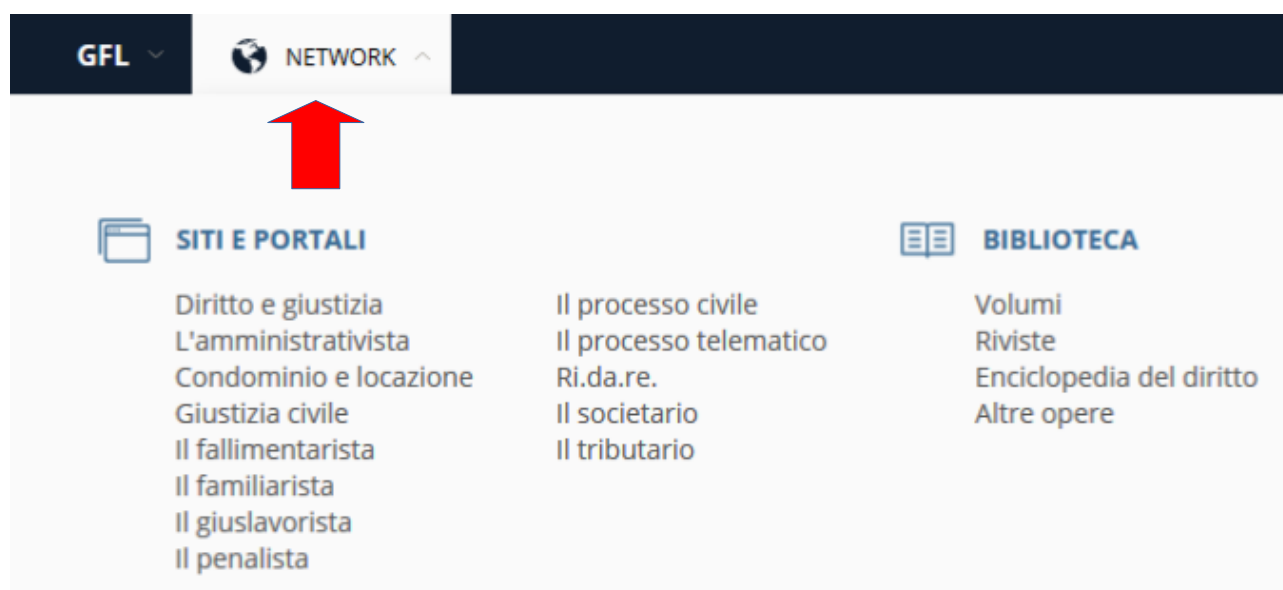 GFL NETWORK
SITI E PORTALI
Diritto e giustizia
L'amministrativista
Condominio e locazione
Giustizia civile
Il fallimentarista
Il familiarista
Il giuslavorista
Il penalista
Il processo civile
Il processo telematico
Ri.da.re.
Il societario
Il tributario
BIBLIOTECA
Volumi
Riviste
Enciclopedia del diritto
Altre opere